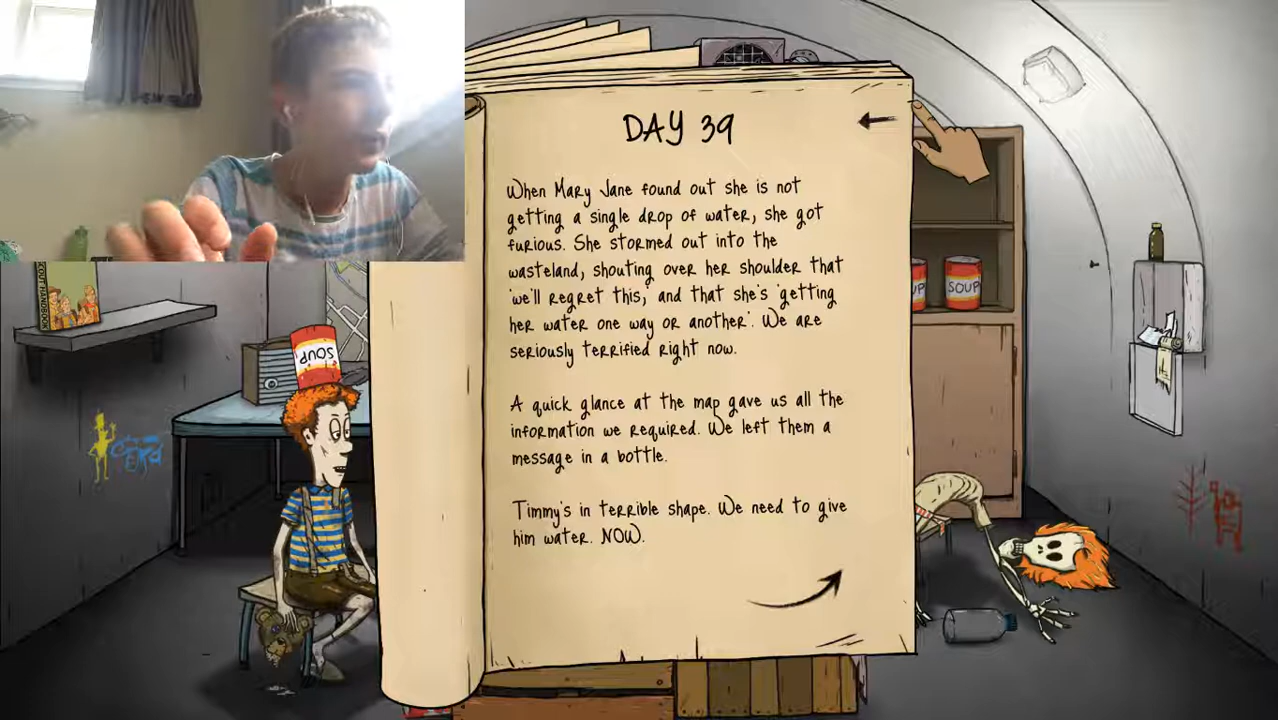 DAY 39
When Mary Jane found out she is not
getting a single drop of water, she got
furious. She stormed out into the
wasteland, shouting over her shoulder that
'we'll regret this,' and that she's 'getting
her water one way or another'. We are
seriously terrified right now.
A quick glance at the map gave us all the
information we required. We left them a
message in a bottle.
Timmy's in terrible shape. We need to give
him water. NOW.
SOUP
UP
SOUP